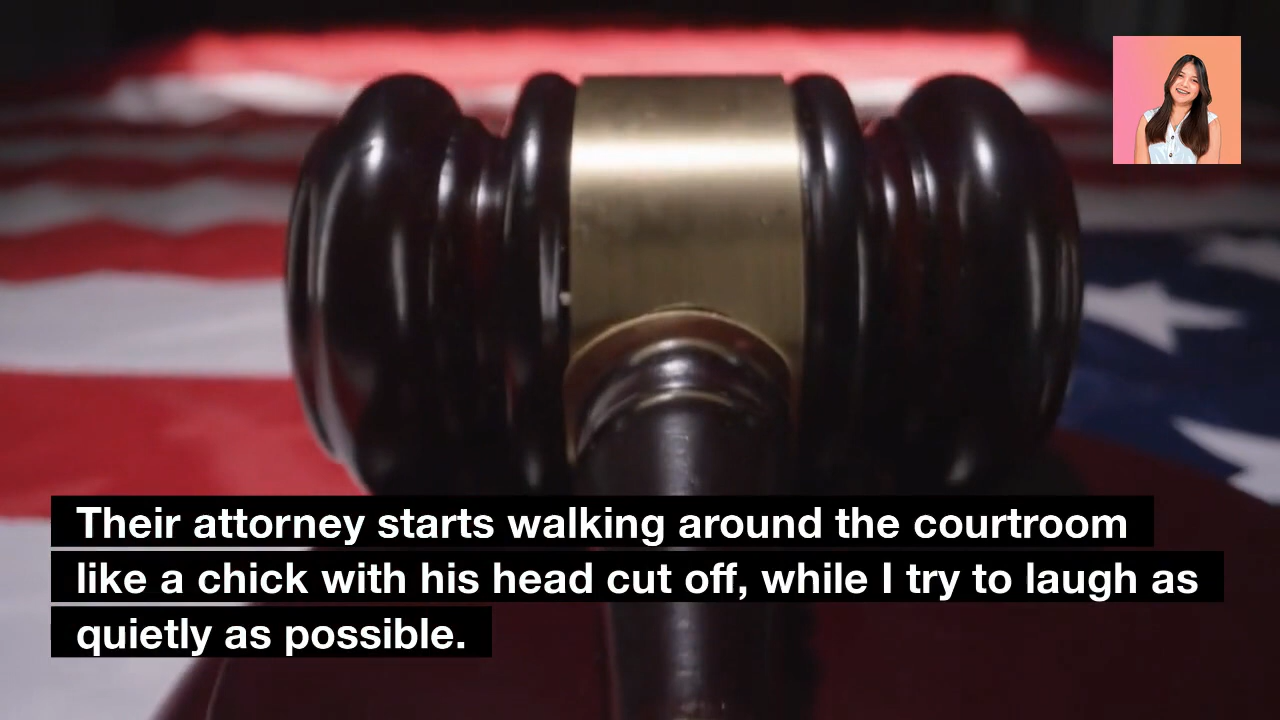 Their attorney starts walking around the courtroom
like a chick with his head cut off, while I try to laugh as
quietly as possible.